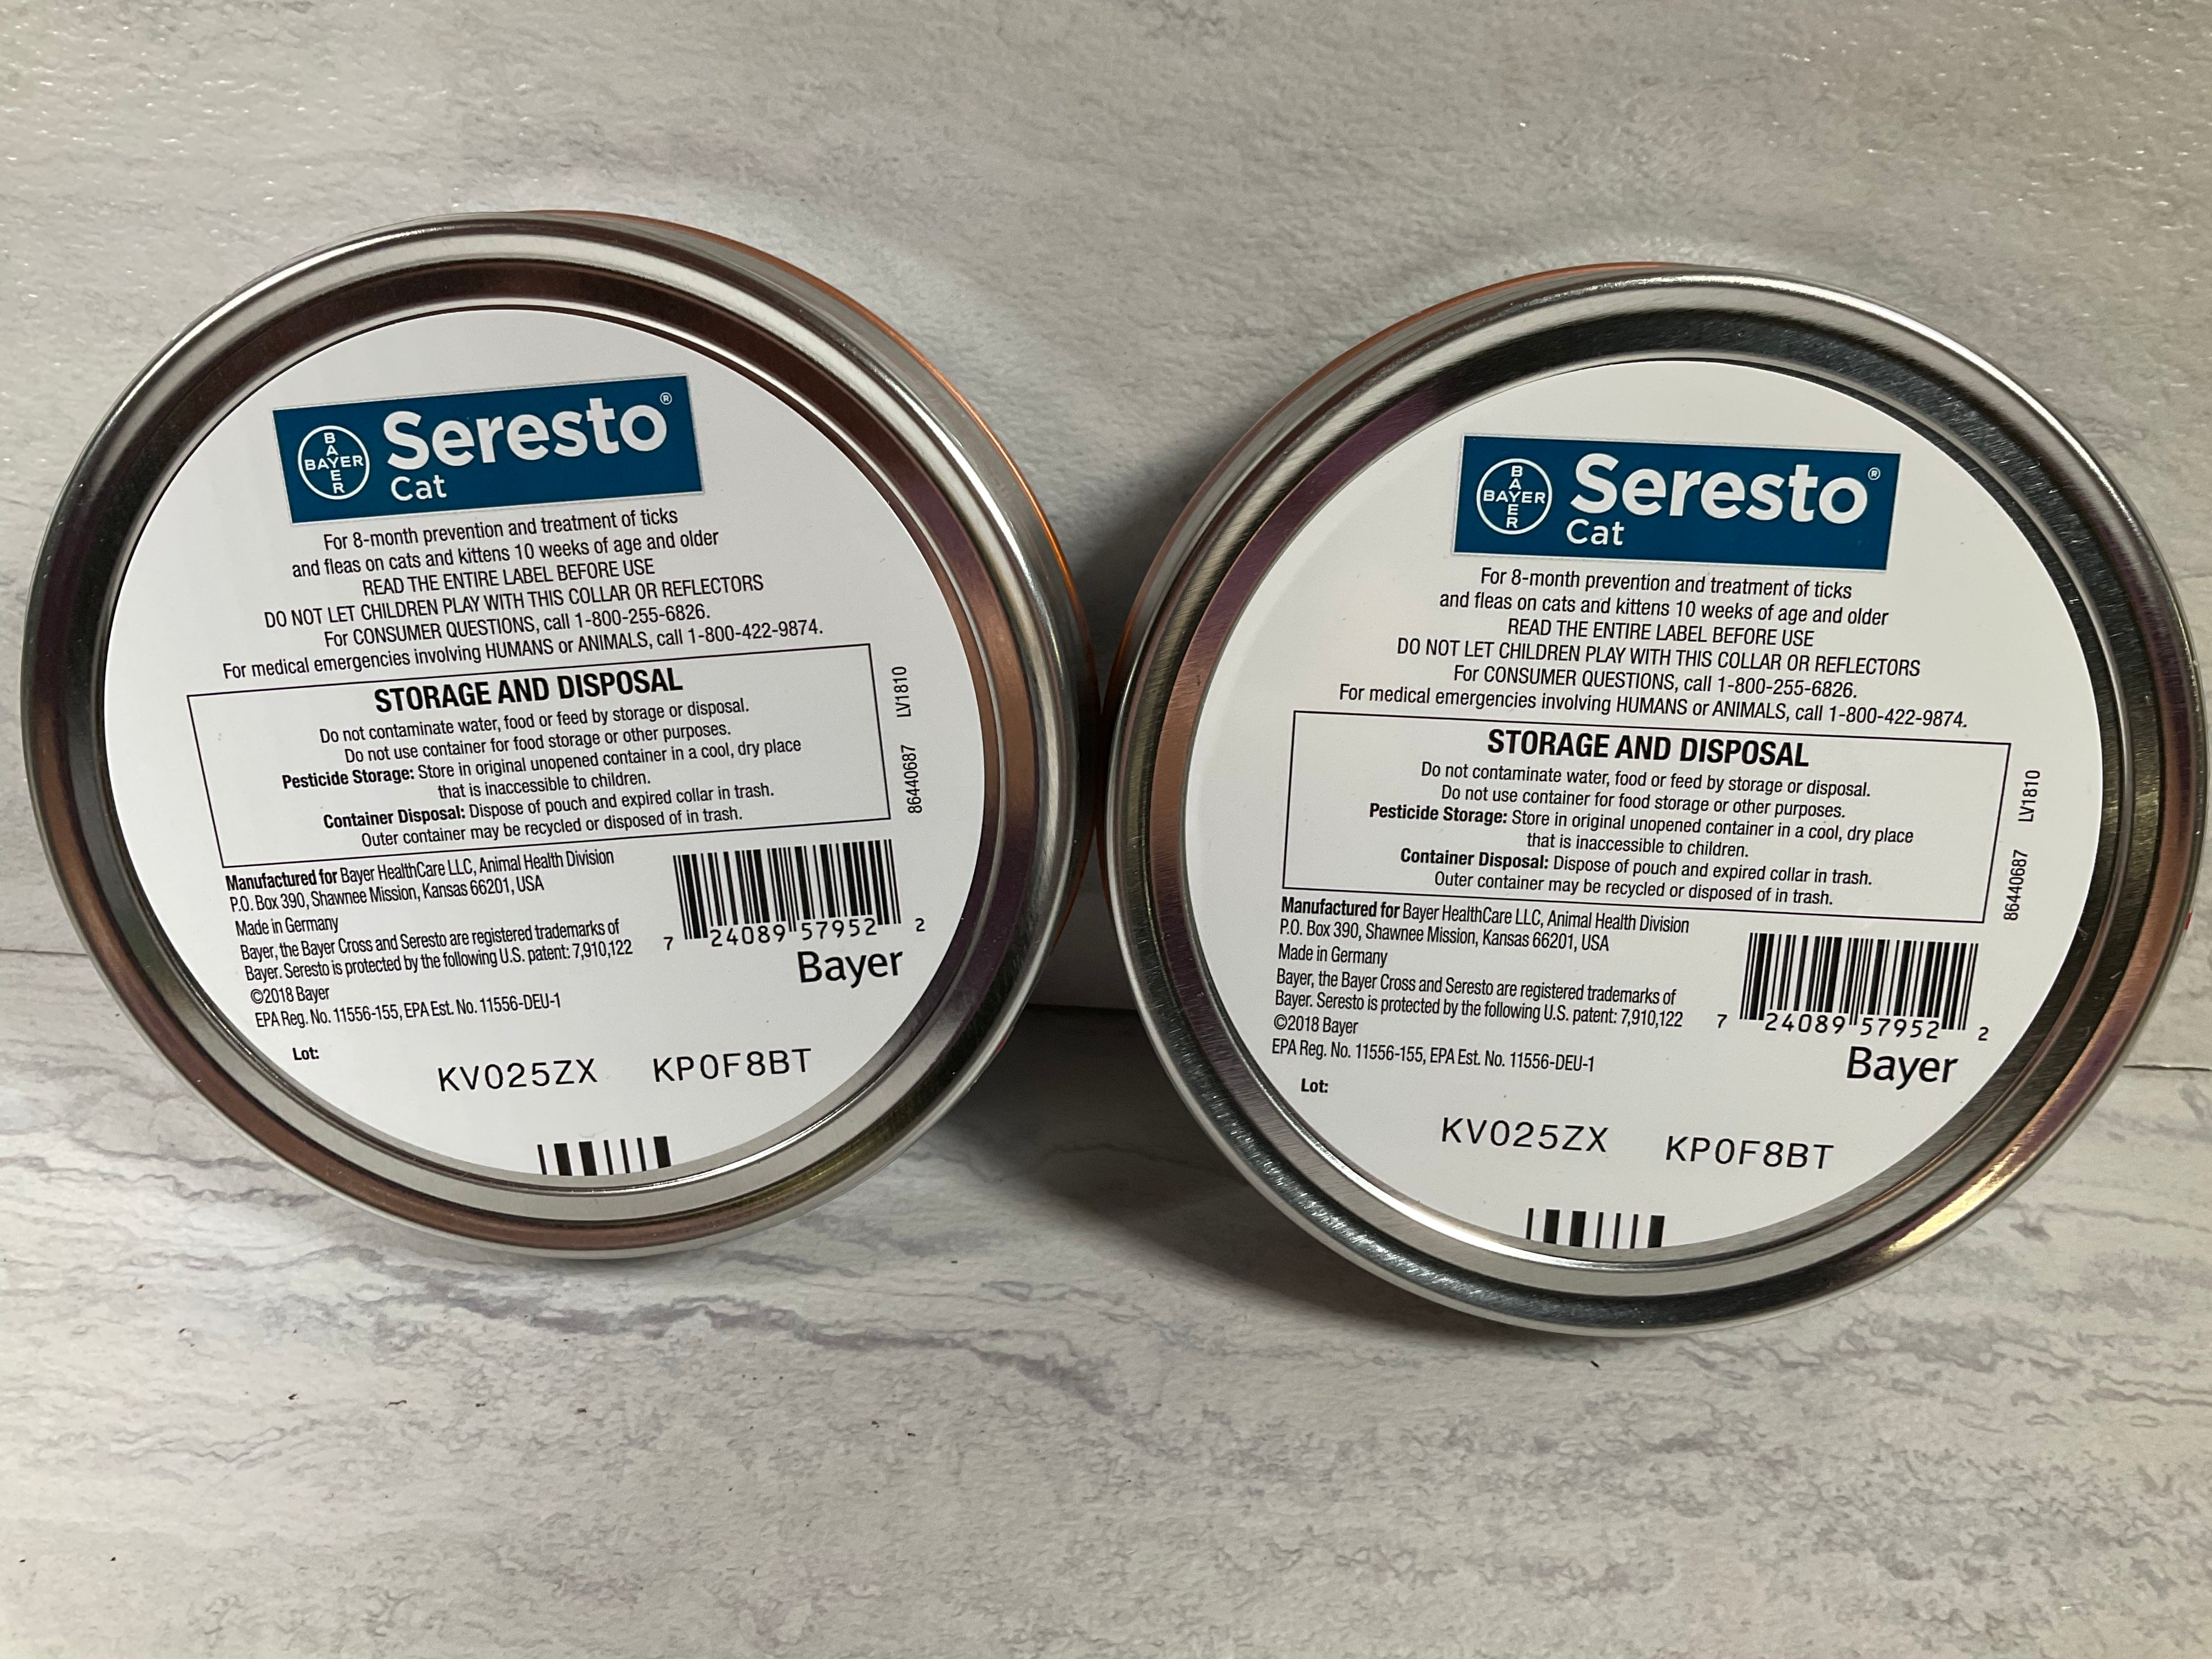 BAYER
BAYER
Seresto®
Cat
For 8-month prevention and treatment of ticks
and fleas on cats and kittens 10 weeks of age and older
READ THE ENTIRE LABEL BEFORE USE
DO NOT LET CHILDREN PLAY WITH THIS COLLAR OR REFLECTORS
For CONSUMER QUESTIONS, call 1-800-255-6826.
For medical emergencies involving HUMANS or ANIMALS, call 1-800-422-9874.
STORAGE AND DISPOSAL
Do not contaminate water, food or feed by storage or disposal.
Do not use container for food storage or other purposes.
Pesticide Storage: Store in original unopened container in a cool, dry place
that is inaccessible to children.
Container Disposal: Dispose of pouch and expired collar in trash.
Outer container may be recycled or disposed of in trash.
86440687 LV1810
Manufactured for Bayer HealthCare LLC, Animal Health Division
P.O. Box 390, Shawnee Mission, Kansas 66201, USA
Made in Germany
Bayer, the Bayer Cross and Seresto are registered trademarks of
Bayer. Seresto is protected by the following U.S. patent: 7,910,122
©2018 Bayer
EPA Reg. No. 11556-155, EPA Est. No. 11556-DEU-1
7 24089 57952 2
Bayer
Lot:
KV025ZX KP0F8BT
BAYER
BAYER
Seresto®
Cat
For 8-month prevention and treatment of ticks
and fleas on cats and kittens 10 weeks of age and older
READ THE ENTIRE LABEL BEFORE USE
DO NOT LET CHILDREN PLAY WITH THIS COLLAR OR REFLECTORS
For CONSUMER QUESTIONS, call 1-800-255-6826.
For medical emergencies involving HUMANS or ANIMALS, call 1-800-422-9874.
STORAGE AND DISPOSAL
Do not contaminate water, food or feed by storage or disposal.
Do not use container for food storage or other purposes.
Pesticide Storage: Store in original unopened container in a cool, dry place
that is inaccessible to children.
Container Disposal: Dispose of pouch and expired collar in trash.
Outer container may be recycled or disposed of in trash.
86440687 LV1810
Manufactured for Bayer HealthCare LLC, Animal Health Division
P.O. Box 390, Shawnee Mission, Kansas 66201, USA
Made in Germany
Bayer, the Bayer Cross and Seresto are registered trademarks of
Bayer. Seresto is protected by the following U.S. patent: 7,910,122
©2018 Bayer
EPA Reg. No. 11556-155, EPA Est. No. 11556-DEU-1
7 24089 57952 2
Bayer
Lot:
KV025ZX KP0F8BT